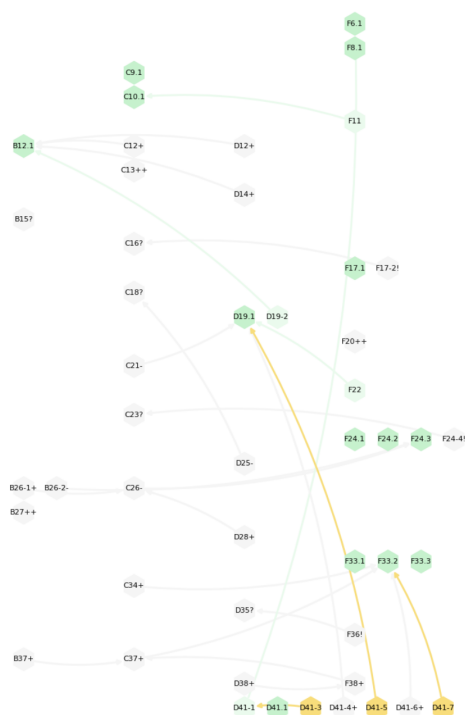 F6.1
F8.1
C9.1
C10.1
F11
B12.1 C12+ D12+
C13++
D14+
B15?
C16?
F17.1 F17-2!
C18?
D19.1 D19-2
F20++
C21-
F22
C23?
F24.1 F24.2 F24.3 F24-4!
D25-
B26-1+ B26-2- C26-
B27++
D28+
F33.1 F33.2 F33.3
C34+
D35?
F36!
B37+ C37+
D38+ F38+
D41-1 D41.1 D41-3 D41-4+ D41-5 D41-6+ D41-7